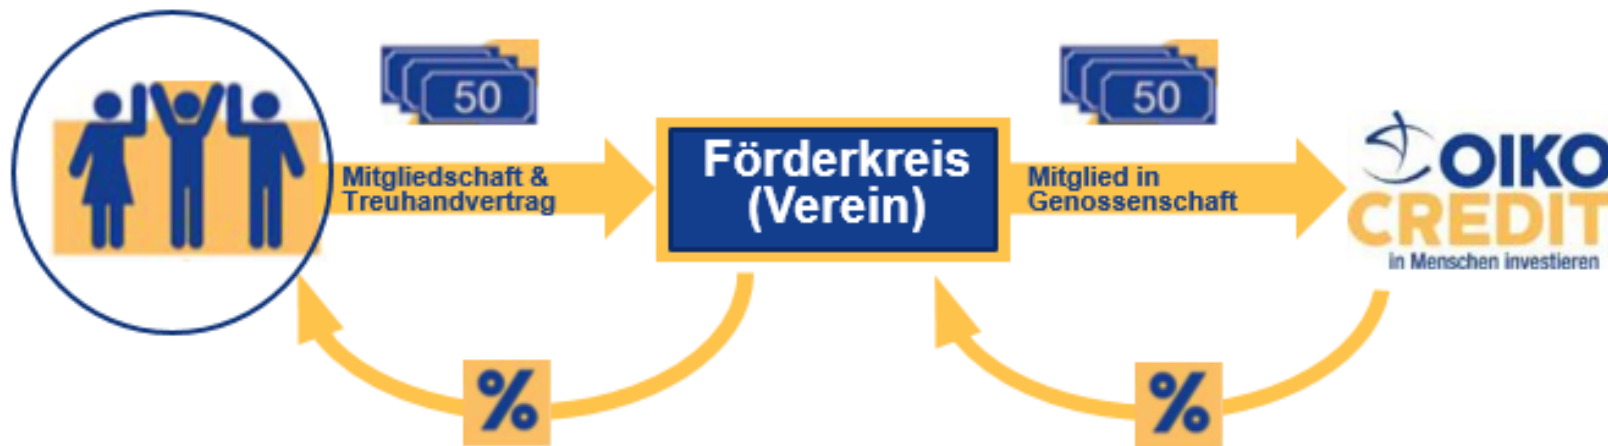 50
50
Mitgliedschaft &
Treuhandvertrag
Förderkreis
(Verein)
Mitglied in
Genossenschaft
OIKO
CREDIT
in Menschen investieren
%
%